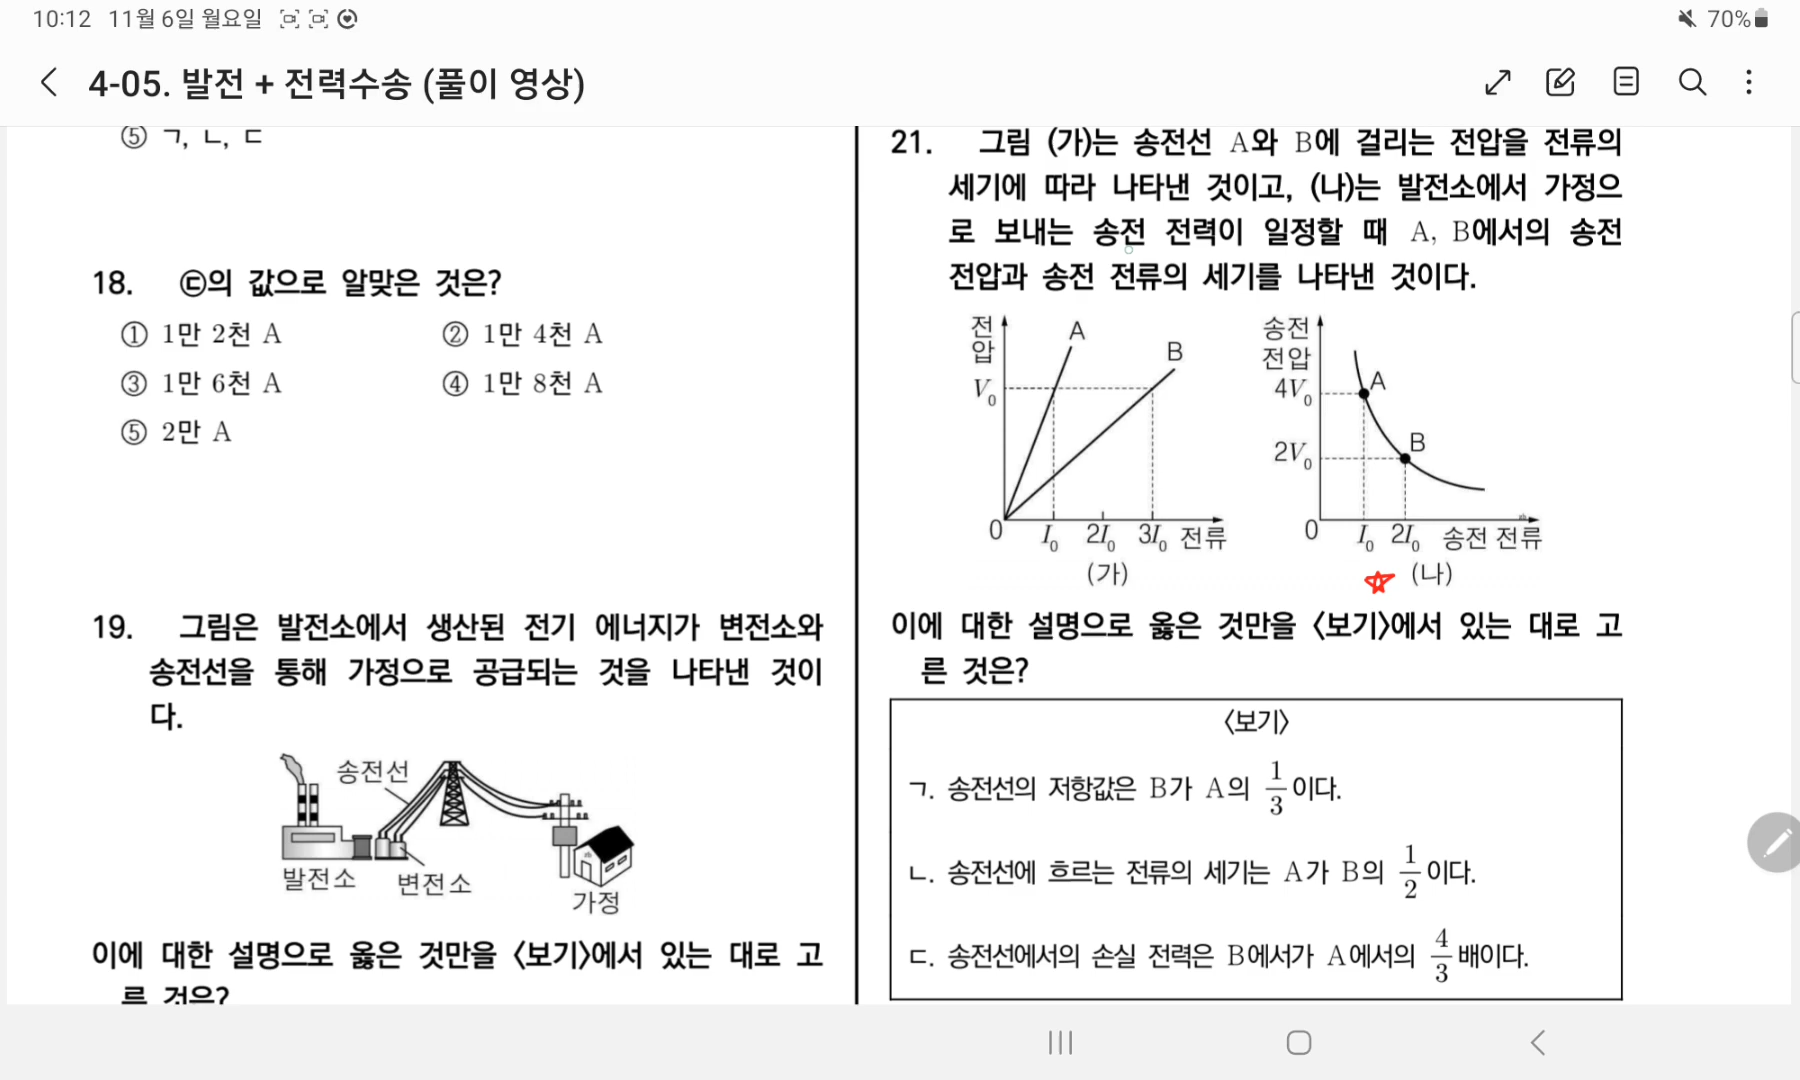 10:12 11월 6일 월요일
70%
4-05. 발전 + 전력수송 (풀이 영상)
⑤ ㄱ, ㄴ, ㄷ
18. ㉢의 값으로 알맞은 것은?
① 1만 2천 A ② 1만 4천 A
③ 1만 6천 A ④ 1만 8천 A
⑤ 2만 A
19. 그림은 발전소에서 생산된 전기 에너지가 변전소와
송전선을 통해 가정으로 공급되는 것을 나타낸 것이
다.
송전선
발전소
변전소
가정
이에 대한 설명으로 옳은 것만을 〈보기〉에서 있는 대로 고
른 것은?
21. 그림 (가)는 송전선 A와 B에 걸리는 전압을 전류의
세기에 따라 나타낸 것이고, (나)는 발전소에서 가정으
로 보내는 송전 전력이 일정할 때 A, B에서의 송전
전압과 송전 전류의 세기를 나타낸 것이다.
전압
A
B
V₀
0 I₀ 2I₀ 3I₀ 전류
(가)
송전
전압
4V₀
A
2V₀
B
0 I₀ 2I₀ 송전 전류
(나)
이에 대한 설명으로 옳은 것만을 〈보기〉에서 있는 대로 고
른 것은?
〈보기〉
ㄱ. 송전선의 저항값은 B가 A의 1/3이다.
ㄴ. 송전선에 흐르는 전류의 세기는 A가 B의 1/2이다.
ㄷ. 송전선에서의 손실 전력은 B에서가 A에서의 4/3배이다.